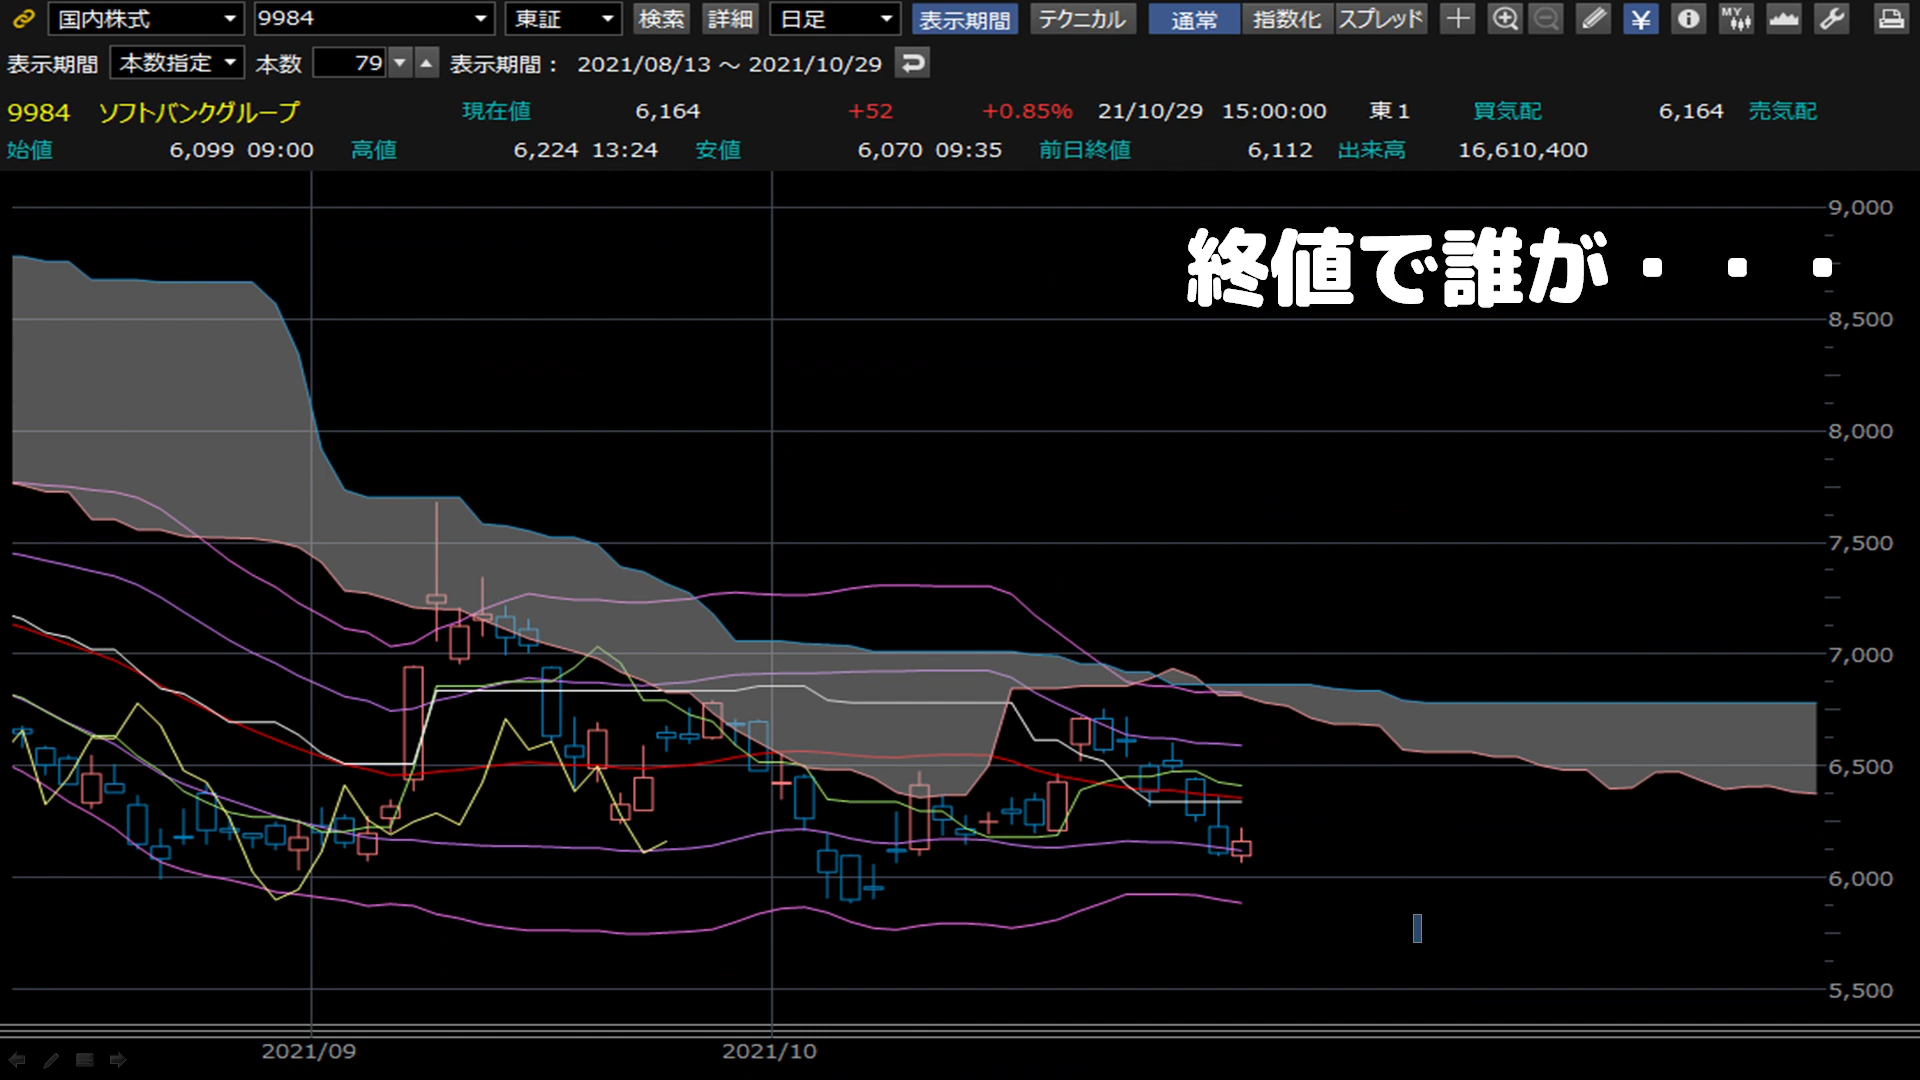 国内株式 9984 東証 検索 詳細 日足 表示期間 テクニカル 通常 指数化 スプレッド ¥ MY
表示期間 本数指定 本数 79 表示期間： 2021/08/13 ～ 2021/10/29
9984 ソフトバンクグループ 現在値 6,164 +52 +0.85% 21/10/29 15:00:00 東1 買気配 6,164 売気配
始値 6,099 09:00 高値 6,224 13:24 安値 6,070 09:35 前日終値 6,112 出来高 16,610,400
9,000
終値で誰が・・・
8,500
8,000
7,500
7,000
6,500
6,000
5,500
2021/09 2021/10